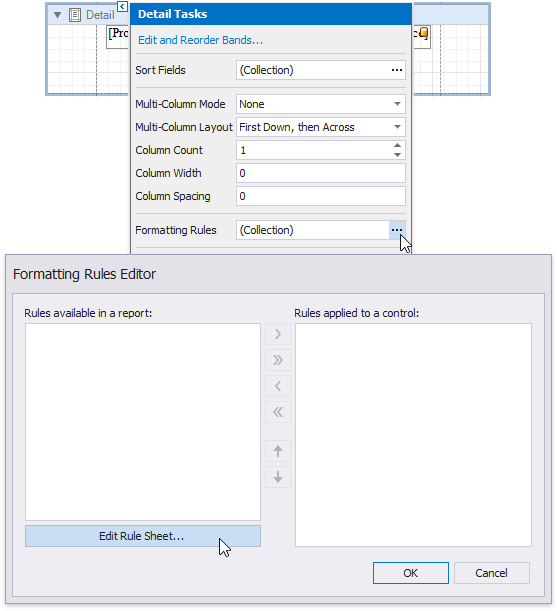 Detail
Detail Tasks
Edit and Reorder Bands...
Sort Fields (Collection) ...
Multi-Column Mode None
Multi-Column Layout First Down, then Across
Column Count 1
Column Width 0
Column Spacing 0
Formatting Rules (Collection) ...
Formatting Rules Editor
Rules available in a report: Rules applied to a control:
Edit Rule Sheet...
OK Cancel